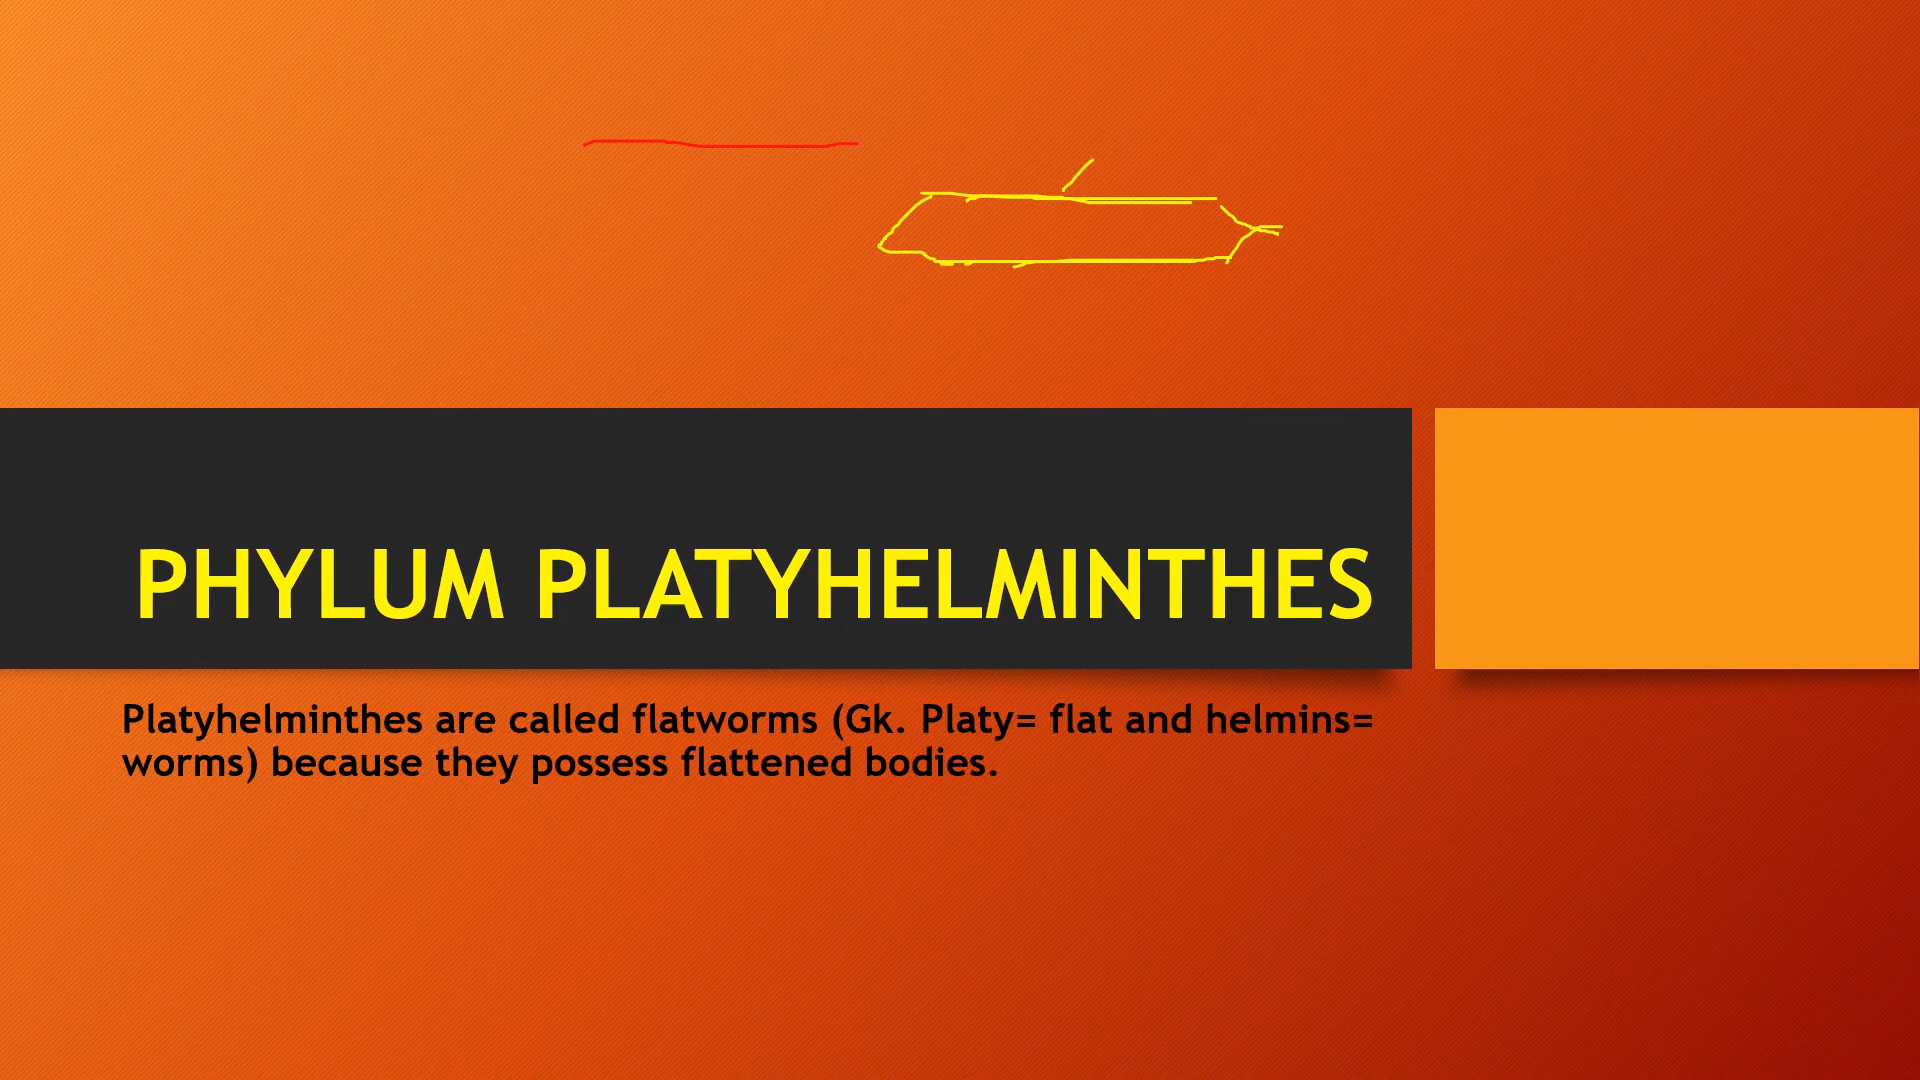 PHYLUM PLATYHELMINTHES
Platyhelminthes are called flatworms (Gk. Platy= flat and helmins=
worms) because they possess flattened bodies.